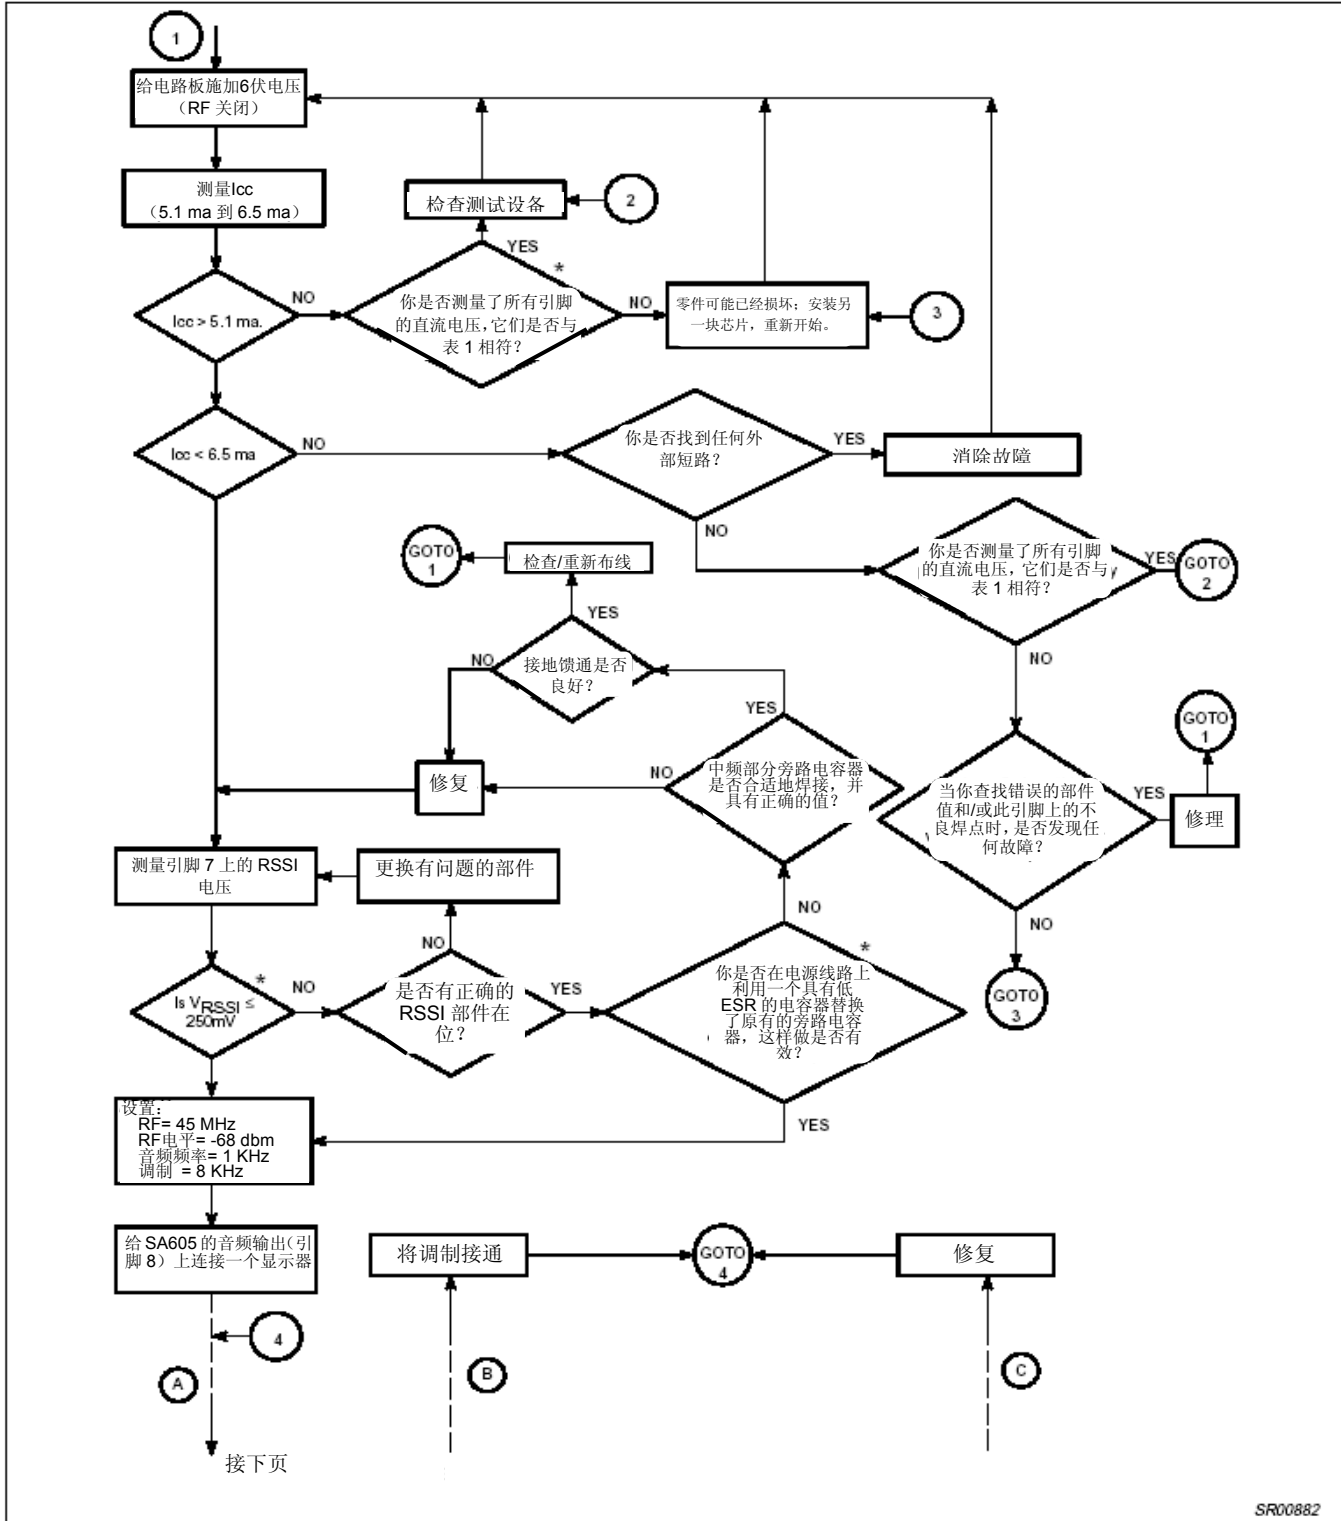 1
给电路板施加6伏电压
（RF 关闭）
测量Icc
（5.1 ma 到 6.5 ma）
检查测试设备
2
YES
*
Icc > 5.1 ma.
NO
你是否测量了所有引脚
的直流电压，它们是否与
表 1 相符？
NO
零件可能已经损坏；安装另
一块芯片，重新开始。
3
Icc < 6.5 ma
NO
你是否找到任何外
部短路？
YES
消除故障
NO
GOTO
1
检查/重新布线
你是否测量了所有引脚
的直流电压，它们是否与
表 1 相符？
YES
GOTO
2
YES
NO
接地馈通是否
良好？
NO
YES
GOTO
1
修复
NO
中频部分旁路电容器
是否合适地焊接，并
具有正确的值？
当你查找错误的部件
值和/或此引脚上的不
良焊点时，是否发现任
何故障？
YES
修理
测量引脚 7 上的 RSSI
电压
更换有问题的部件
NO
NO
NO
*
Is VRSSI ≤
250mV
NO
是否有正确的
RSSI 部件在
位？
YES
*
你是否在电源线路上
利用一个具有低
ESR 的电容器替换
了原有的旁路电容
器，这样做是否有
效？
GOTO
3
YES
设置：
RF= 45 MHz
RF电平= -68 dbm
音频频率= 1 KHz
调制 = 8 KHz
给 SA605 的音频输出（引
脚 8）上连接一个显示器
将调制接通
GOTO
4
修复
4
A
B
C
接下页
SR00882